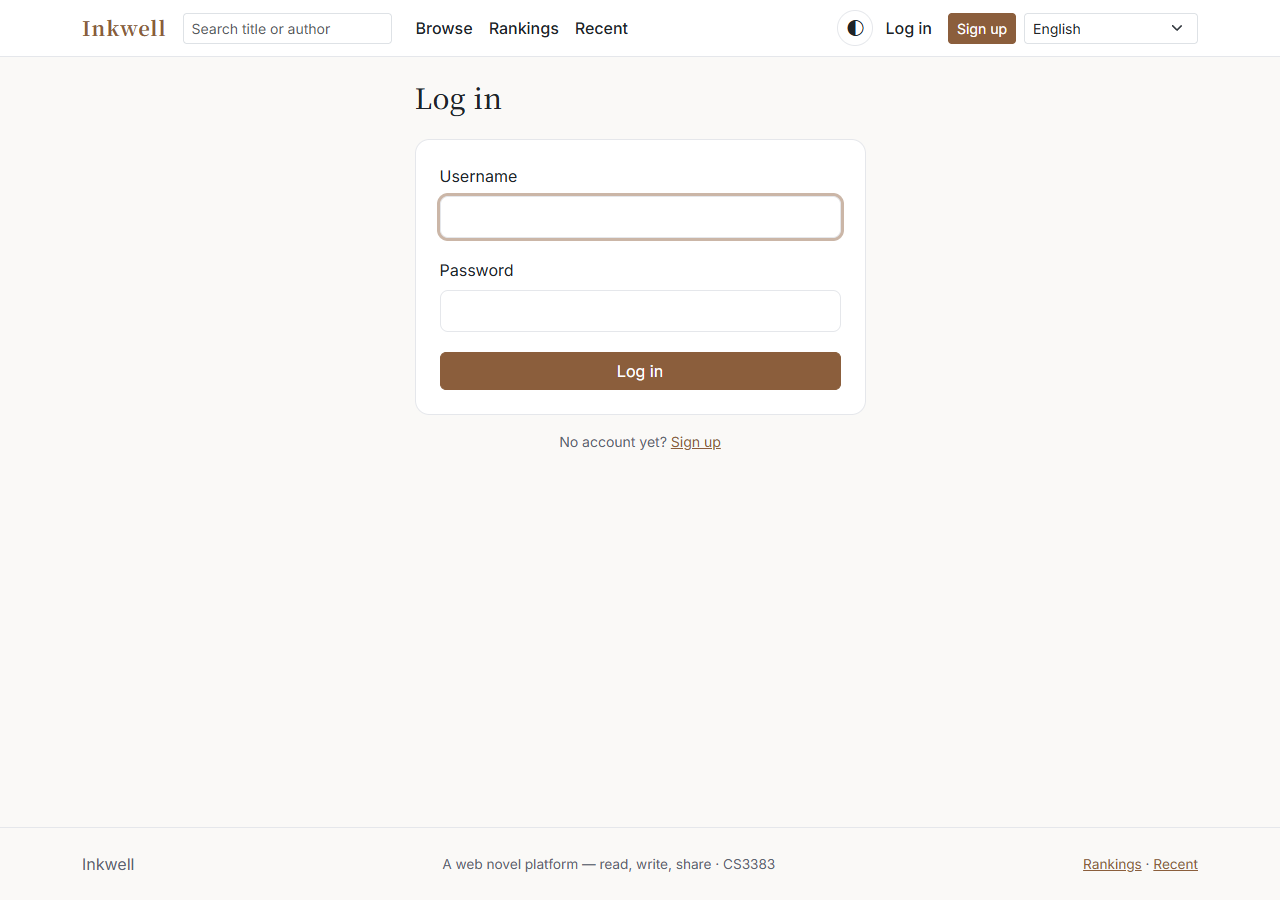 Inkwell
Search title or author
Browse
Rankings
Recent
Log in
Sign up
English
Log in
Username
Password
Log in
No account yet? Sign up
Inkwell
A web novel platform — read, write, share · CS3383
Rankings · Recent